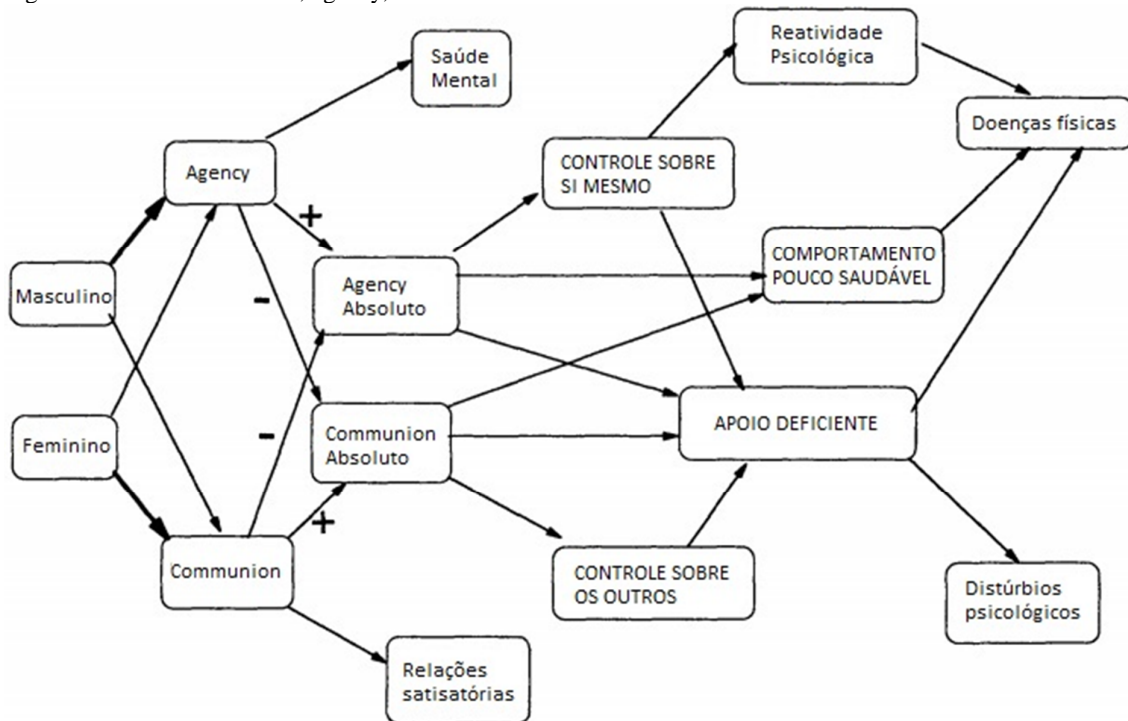 Saúde
Mental
Reatividade
Psicológica
Doenças físicas
Agency
CONTROLE SOBRE
SI MESMO
+
COMPORTAMENTO
POUCO SAUDÁVEL
Masculino
-
Agency
Absoluto
Feminino
-
Communion
Absoluto
APOIO DEFICIENTE
+
Communion
CONTROLE SOBRE
OS OUTROS
Distúrbios
psicológicos
Relações
satisatórias